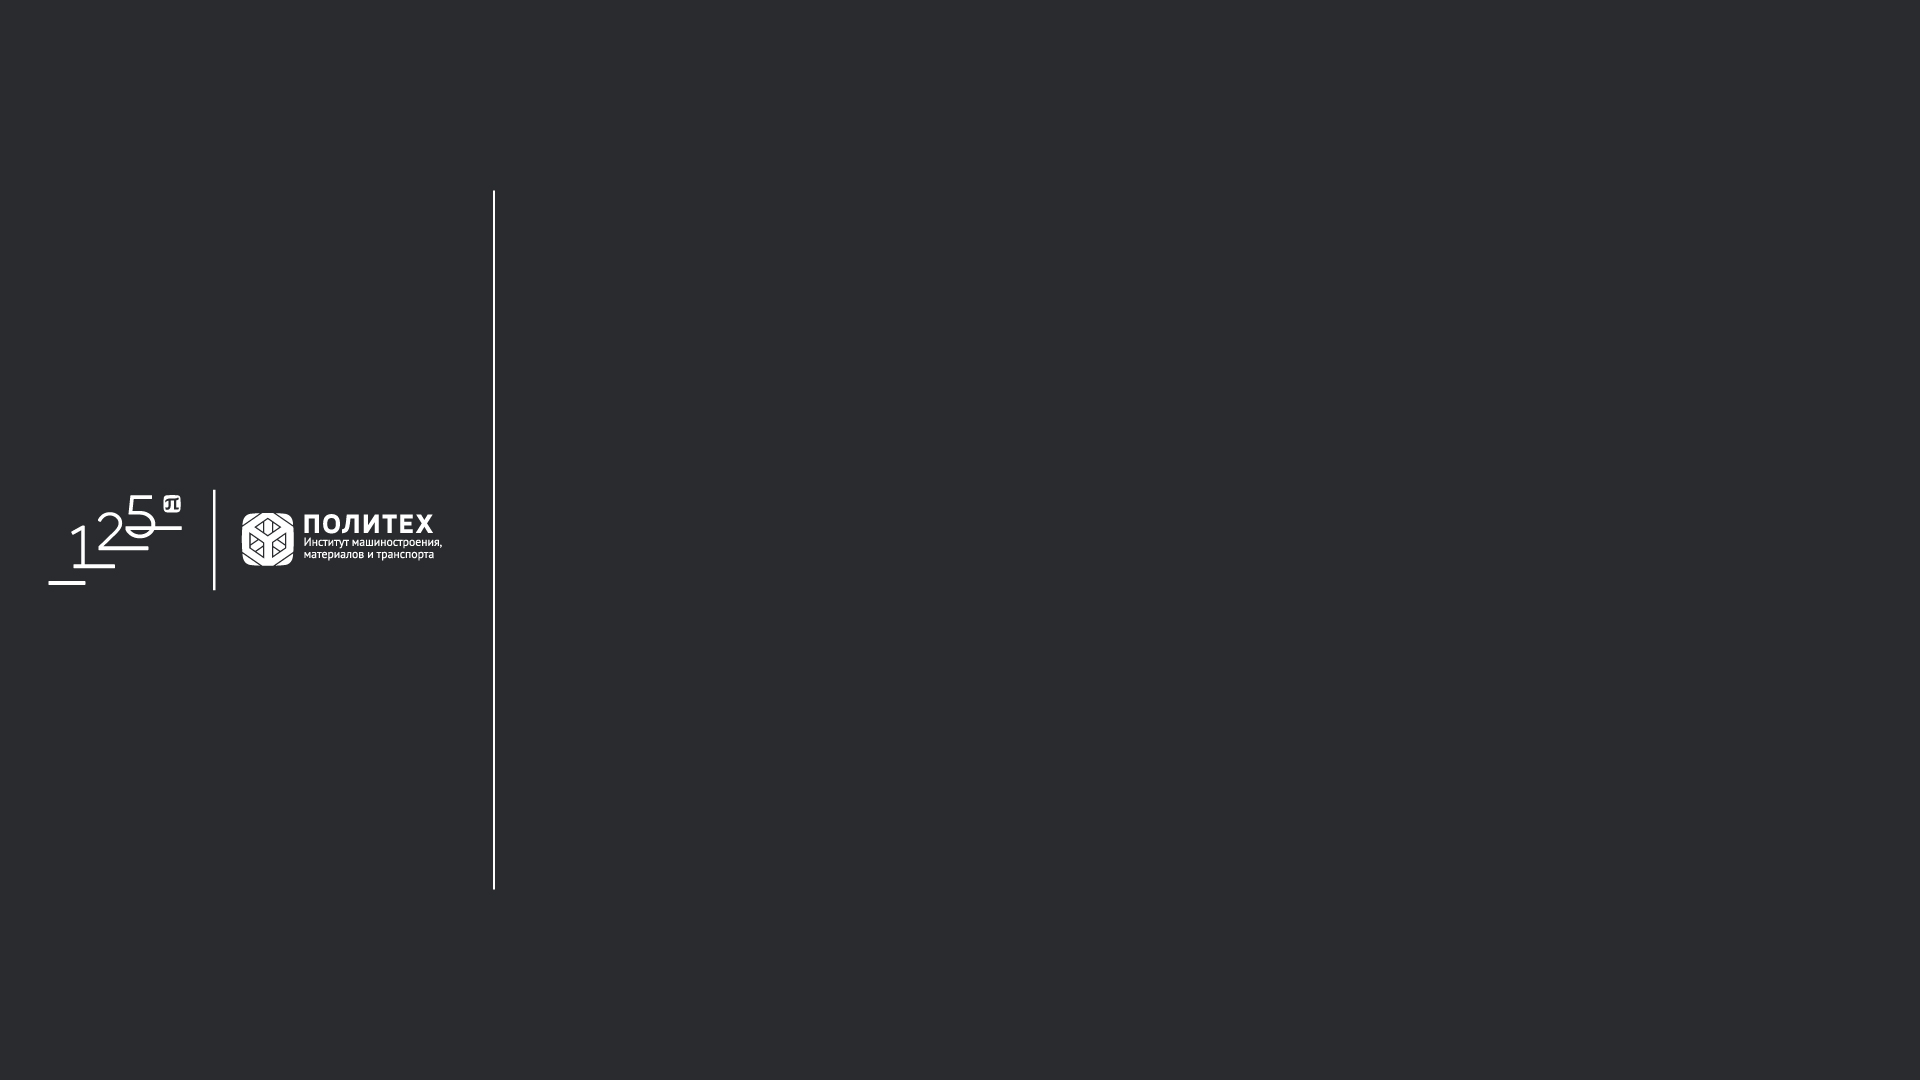 125
ПОЛИТЕХ
Институт машиностроения,
материалов и транспорта